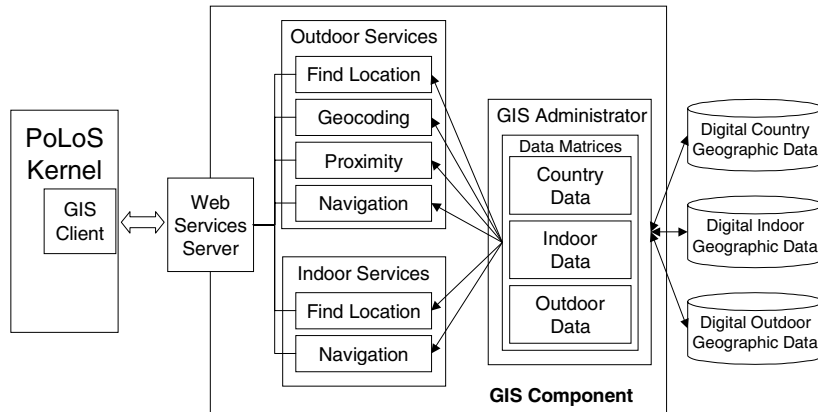 PoLoS
Kernel
GIS
Client
Web
Services
Server
Outdoor Services
Find Location
Geocoding
Proximity
Navigation
Indoor Services
Find Location
Navigation
GIS Administrator
Data Matrices
Country
Data
Indoor
Data
Outdoor
Data
GIS Component
Digital Country
Geographic Data
Digital Indoor
Geographic Data
Digital Outdoor
Geographic Data